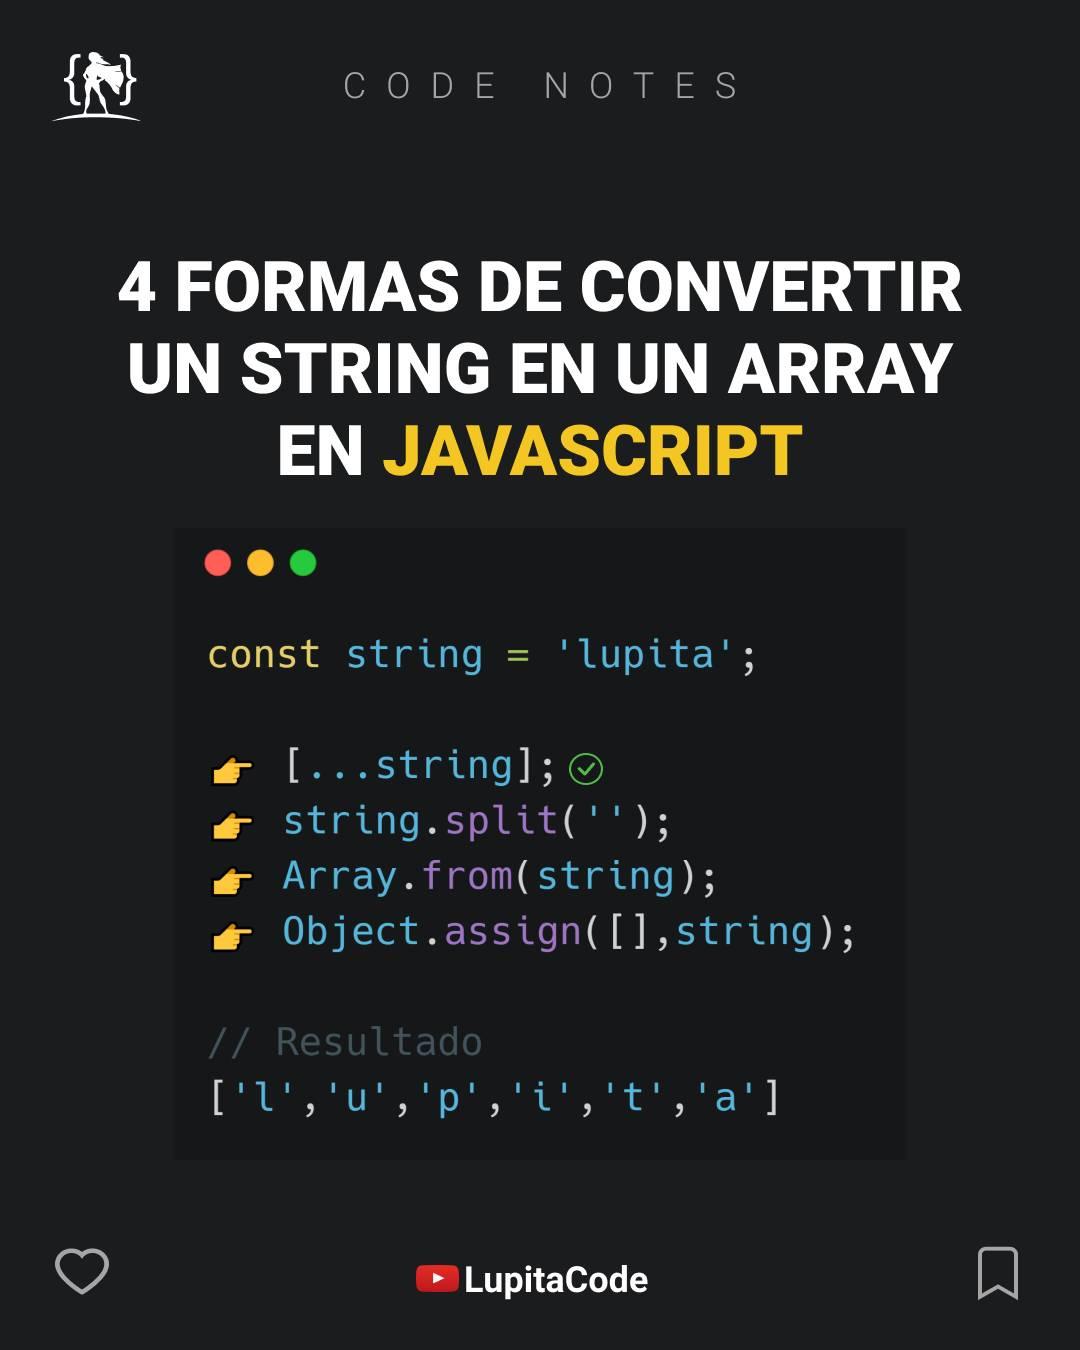 CODE NOTES
4 FORMAS DE CONVERTIR
UN STRING EN UN ARRAY
EN JAVASCRIPT
const string = 'lupita';
👉 [...string];
👉 string.split('');
👉 Array.from(string);
👉 Object.assign([],string);
// Resultado
['l','u','p','i','t','a']
LupitaCode